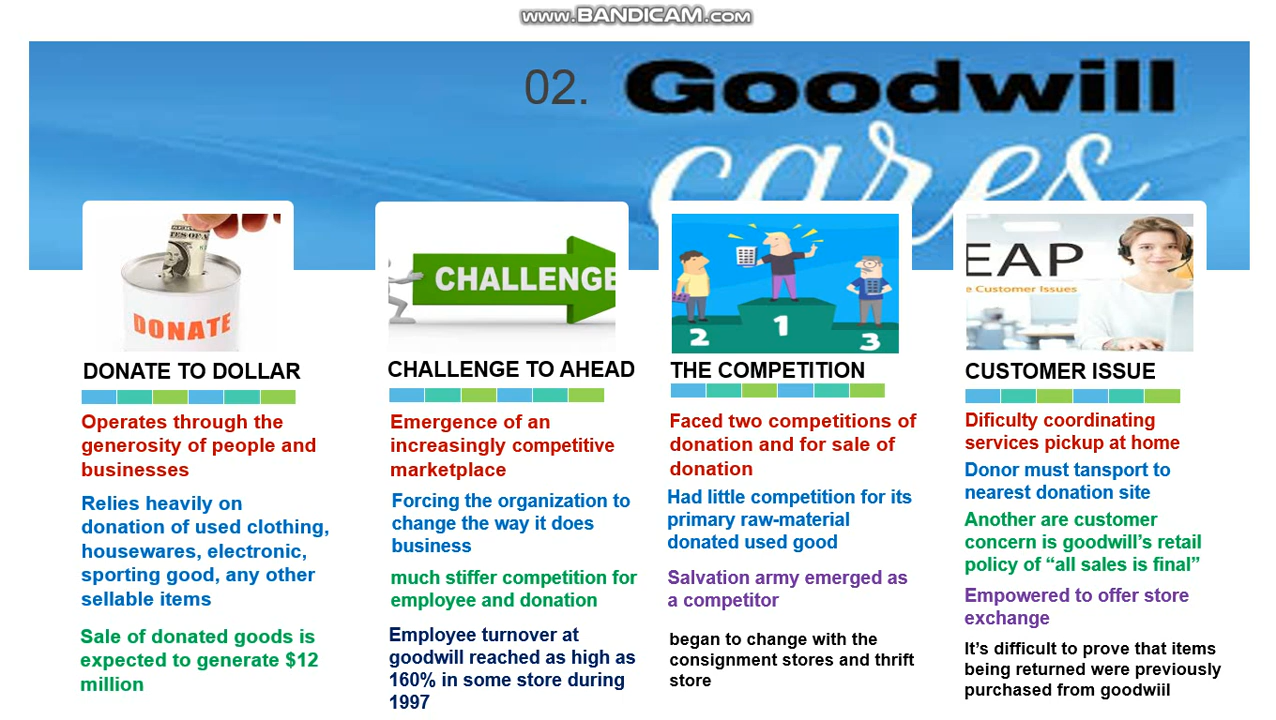 www.BANDICAM.com
02.
Goodwill
cares
DONATE
DONATE TO DOLLAR
Operates through the
generosity of people and
businesses
Relies heavily on
donation of used clothing,
housewares, electronic,
sporting good, any other
sellable items
Sale of donated goods is
expected to generate $12
million
CHALLENGE
CHALLENGE TO AHEAD
Emergence of an
increasingly competitive
marketplace
Forcing the organization to
change the way it does
business
much stiffer competition for
employee and donation
Employee turnover at
goodwill reached as high as
160% in some store during
1997
2
1
3
THE COMPETITION
Faced two competitions of
donation and for sale of
donation
Had little competition for its
primary raw-material
donated used good
Salvation army emerged as
a competitor
began to change with the
consignment stores and thrift
store
EAP
e Customer Issues
CUSTOMER ISSUE
Dificulty coordinating
services pickup at home
Donor must tansport to
nearest donation site
Another are customer
concern is goodwill's retail
policy of “all sales is final”
Empowered to offer store
exchange
It's difficult to prove that items
being returned were previously
purchased from goodwiil